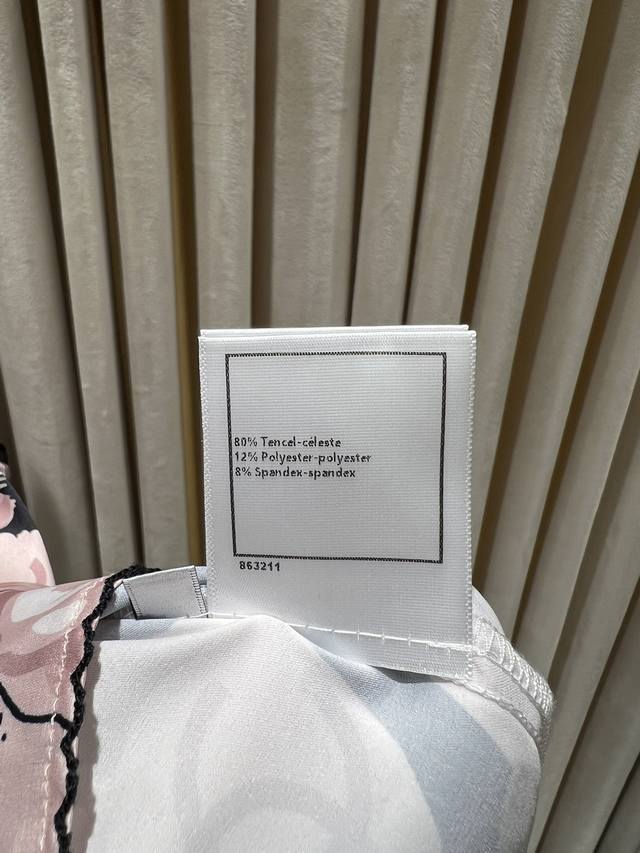 80% Tencel-céleste
12% Polyester-polyester
8% Spandex-spandex
863211